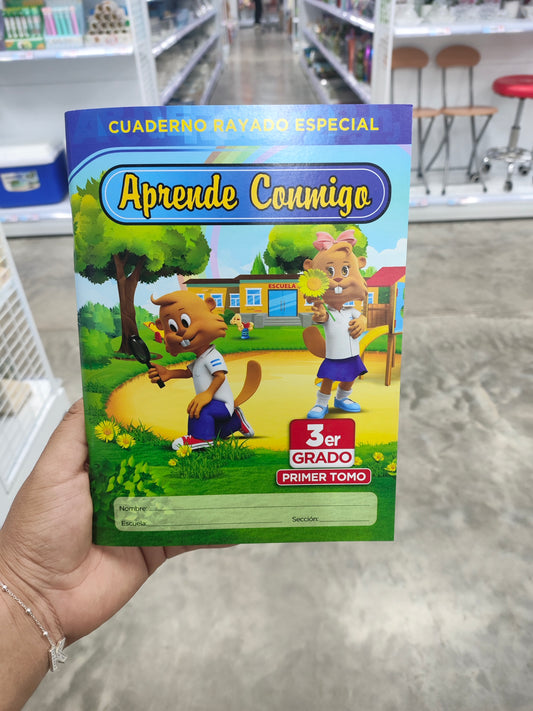 CUADERNO RAYADO ESPECIAL
Aprende Conmigo
ESCUELA
3er
GRADO
PRIMER TOMO
Nombre:
Escuela: Sección: